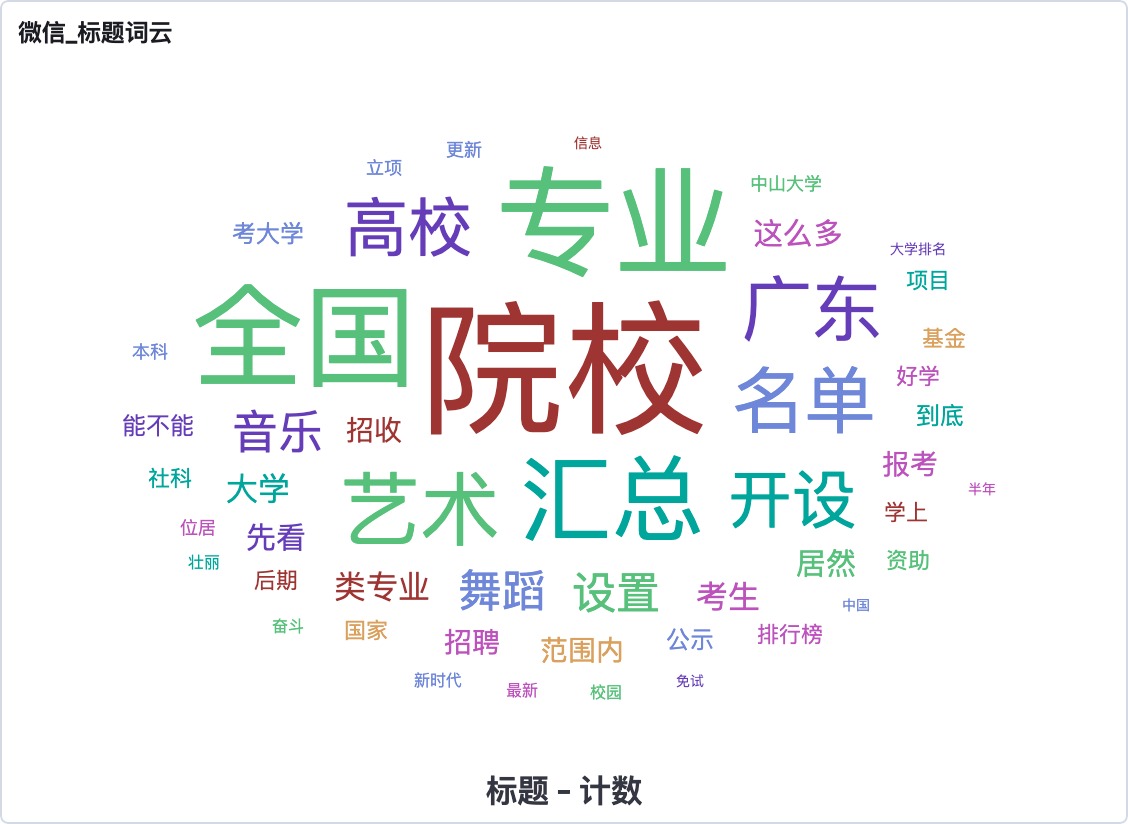 微信_标题词云
信息
更新
立项
专业
中山大学
高校
考大学
这么多
大学排名
项目
广东
全国
院校
基金
本科
好学
名单
到底
能不能
音乐
招收
报考
社科
大学
艺术
汇总
开设
半年
学上
位居
先看
壮丽
居然
资助
后期
类专业
舞蹈
设置
考生
中国
奋斗
国家
招聘
范围内
公示
排行榜
新时代
最新
校园
免试
标题 - 计数